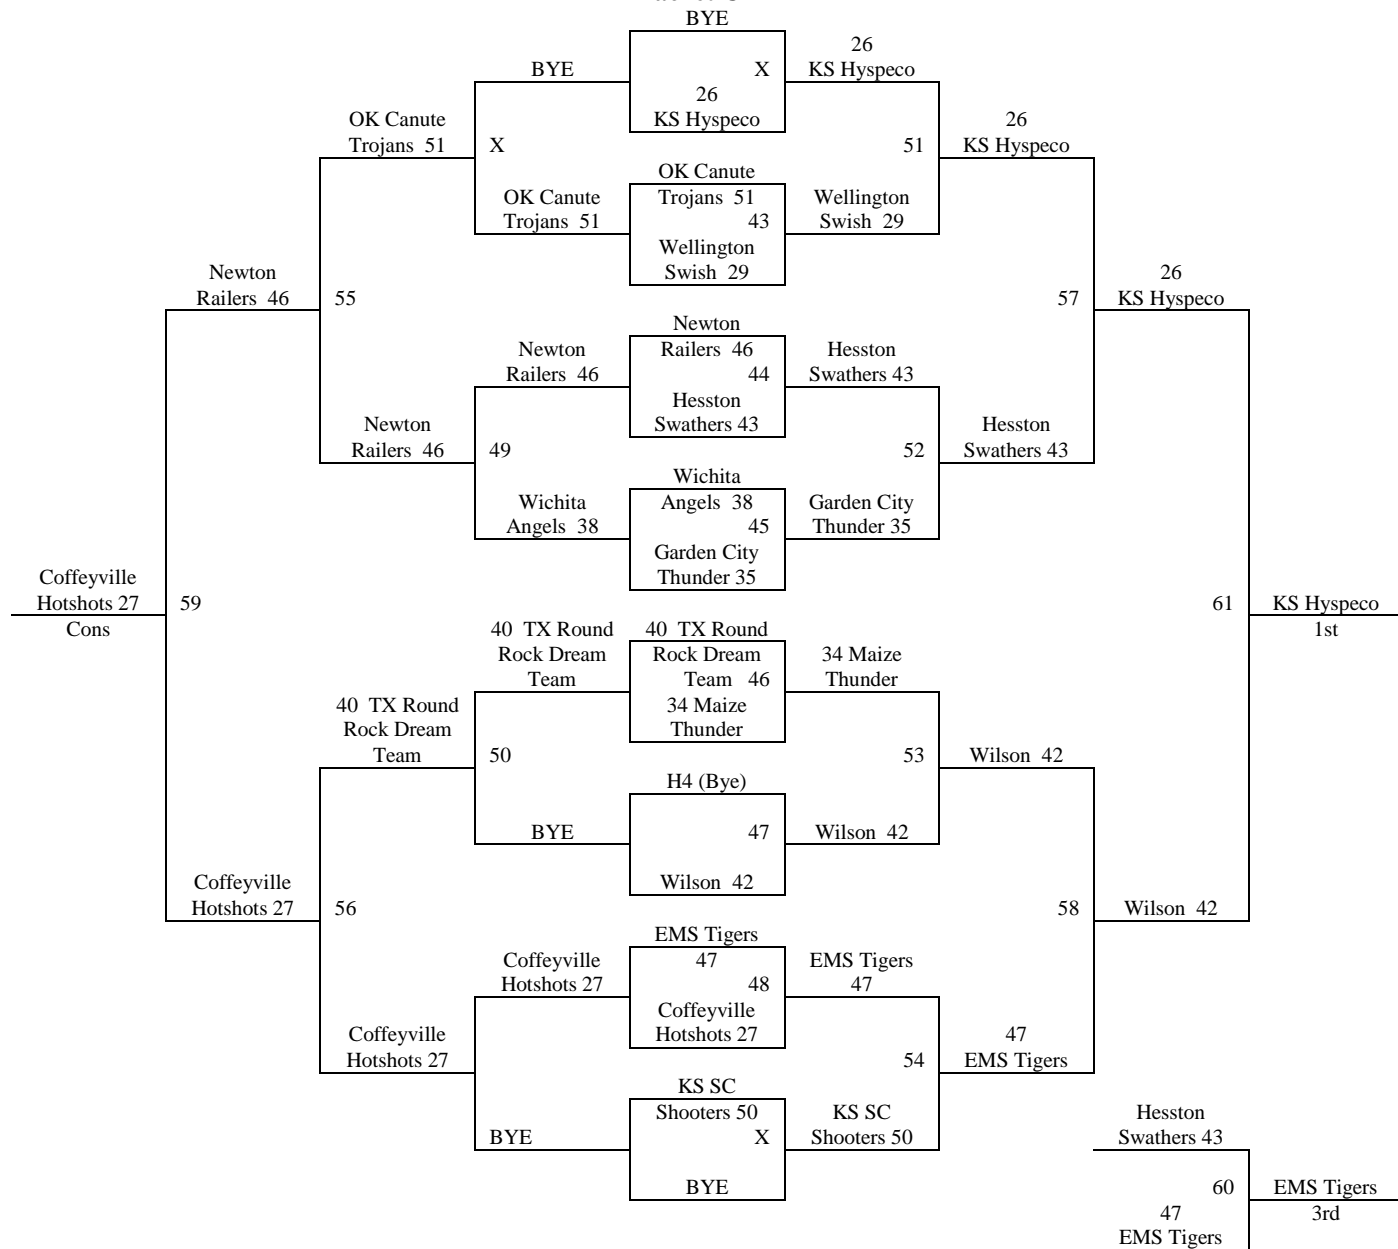 BYE
26
BYE
X
KS Hyspeco
26
KS Hyspeco
OK Canute
Trojans 51
X
51
26
KS Hyspeco
OK Canute
Trojans 51
OK Canute
Trojans 51
43
Wellington
Swish 29
Wellington
Swish 29
Newton
Railers 46
55
57
26
KS Hyspeco
Newton
Railers 46
Newton
Railers 46
44
Hesston
Swathers 43
Hesston
Swathers 43
Newton
Railers 46
49
52
Hesston
Swathers 43
Wichita
Angels 38
Wichita
Angels 38
45
Garden City
Thunder 35
Garden City
Thunder 35
Coffeyville
Hotshots 27
Cons
59
61
KS Hyspeco
1st
40 TX Round
Rock Dream
Team
40 TX Round
Rock Dream
Team 46
34 Maize
Thunder
34 Maize
Thunder
40 TX Round
Rock Dream
Team
50
53
Wilson 42
H4 (Bye)
BYE
47
Wilson 42
Wilson 42
Coffeyville
Hotshots 27
56
58
Wilson 42
Coffeyville
Hotshots 27
EMS Tigers
47
48
Coffeyville
Hotshots 27
EMS Tigers
47
Coffeyville
Hotshots 27
54
47
EMS Tigers
BYE
KS SC
Shooters 50
X
BYE
KS SC
Shooters 50
Hesston
Swathers 43
60
47
EMS Tigers
EMS Tigers
3rd